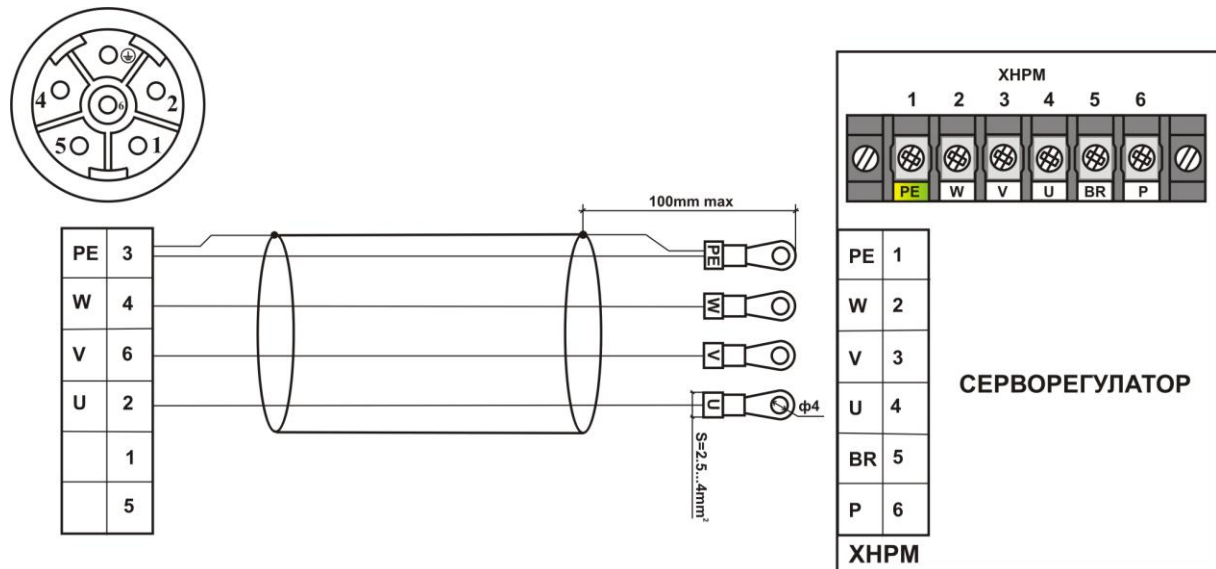 4
6
2
5
1
PE 3
W 4
V 6
U 2
1
5
100mm max
PE
W
V
U
ф4
S=2.5...4mm²
XHPM
1 2 3 4 5 6
PE W V U BR P
PE 1
W 2
V 3
U 4
BR 5
P 6
СЕРВОРЕГУЛАТОР
XHPM